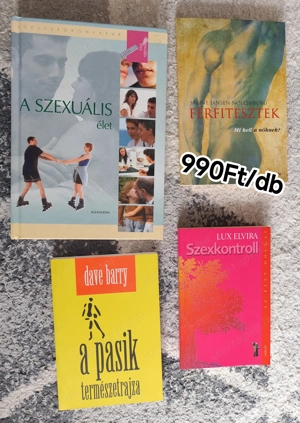 A SZEXUÁLIS
élet
FÉRFITESZTEK
Mi kell a nőknek?
990Ft/db
LUX ELVIRA
Szexkontroll
dave barry
a pasik
természetrajza